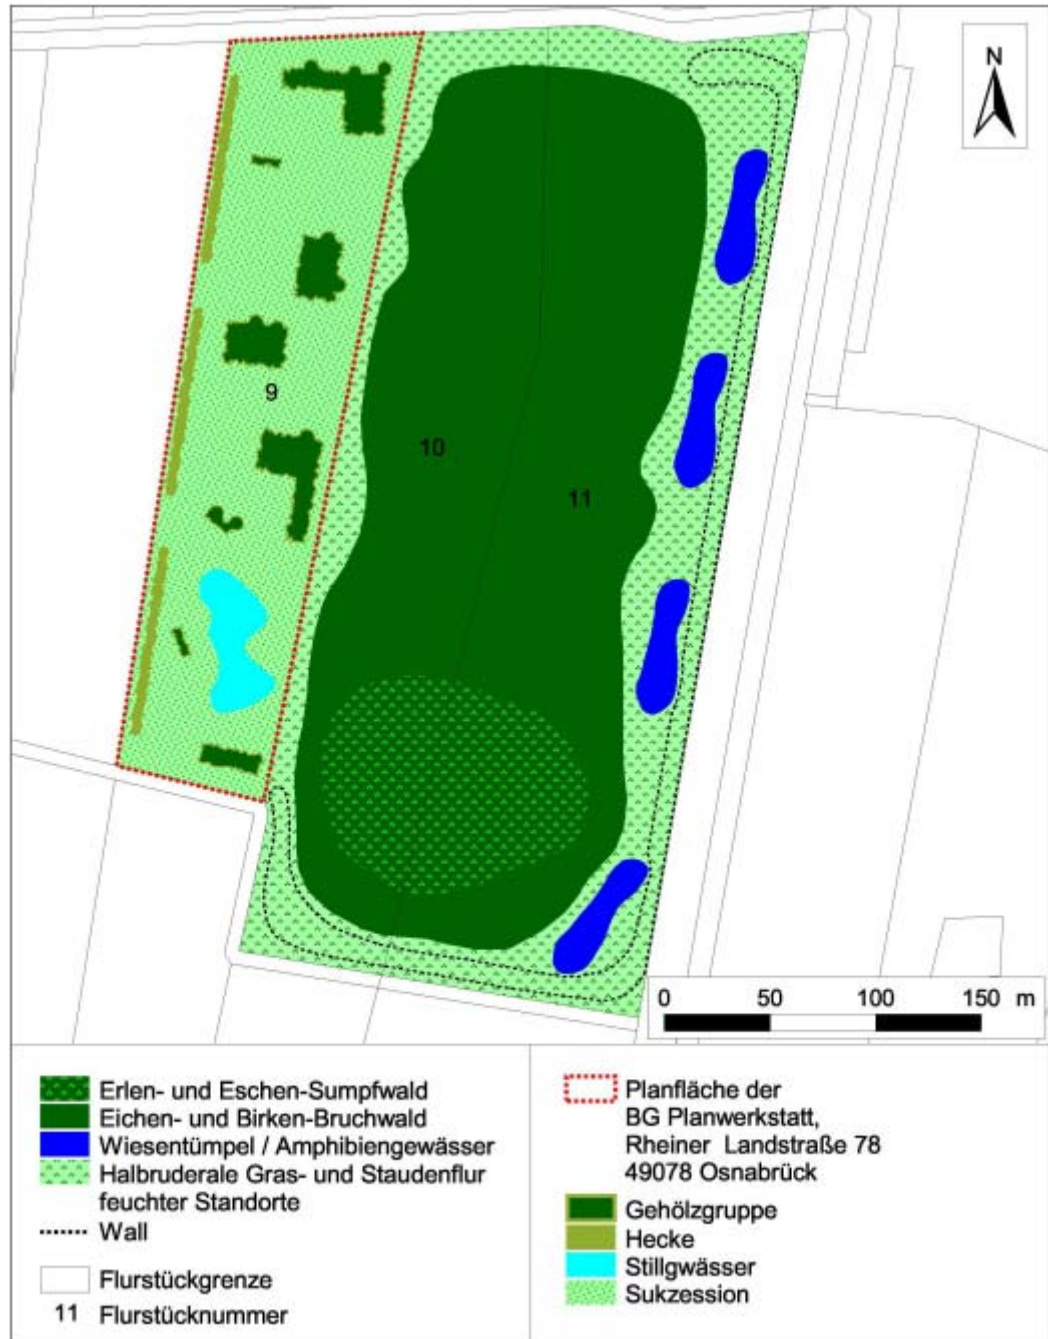 N
9
10
11
0 50 100 150 m
Erlen- und Eschen-Sumpfwald
Eichen- und Birken-Bruchwald
Wiesentümpel / Amphibiengewässer
Halbruderale Gras- und Staudenflur
feuchter Standorte
Wall
Flurstückgrenze
11 Flurstücknummer
Planfläche der
BG Planwerkstatt,
Rheiner Landstraße 78
49078 Osnabrück
Gehölzgruppe
Hecke
Stillgwässer
Sukzession